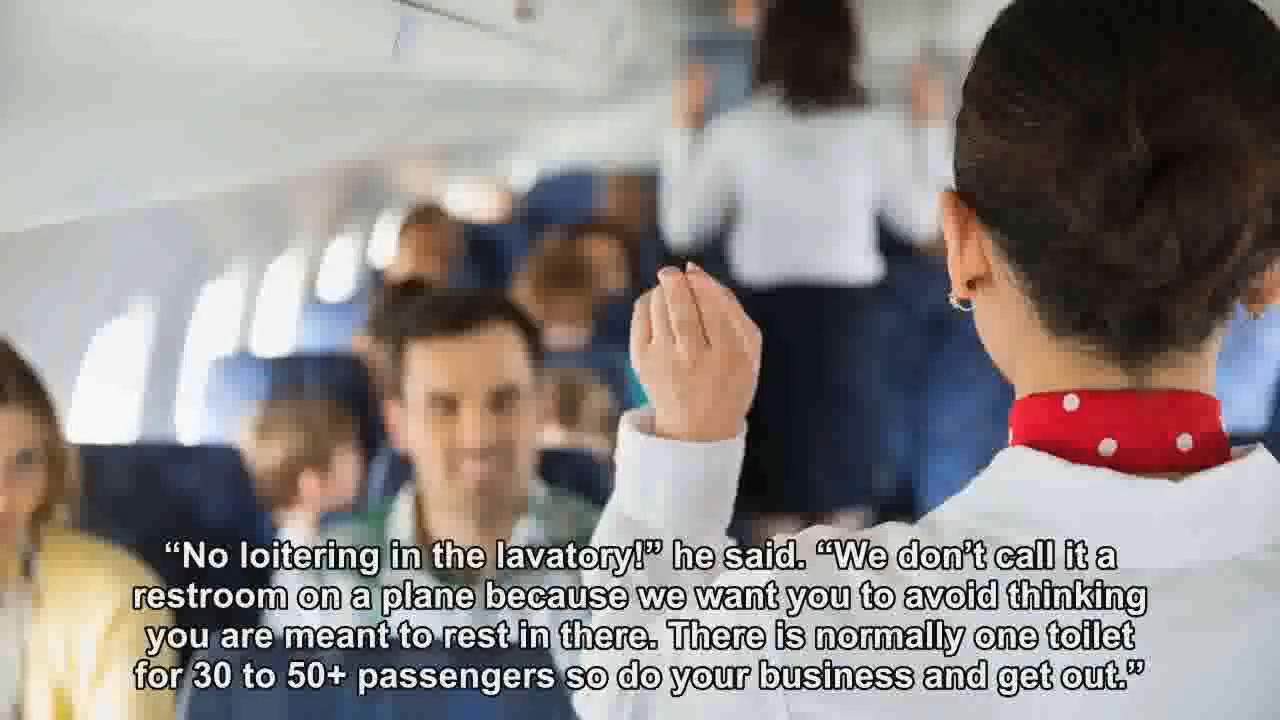 “No loitering in the lavatory!” he said. “We don’t call it a
restroom on a plane because we want you to avoid thinking
you are meant to rest in there. There is normally one toilet
for 30 to 50+ passengers so do your business and get out.”